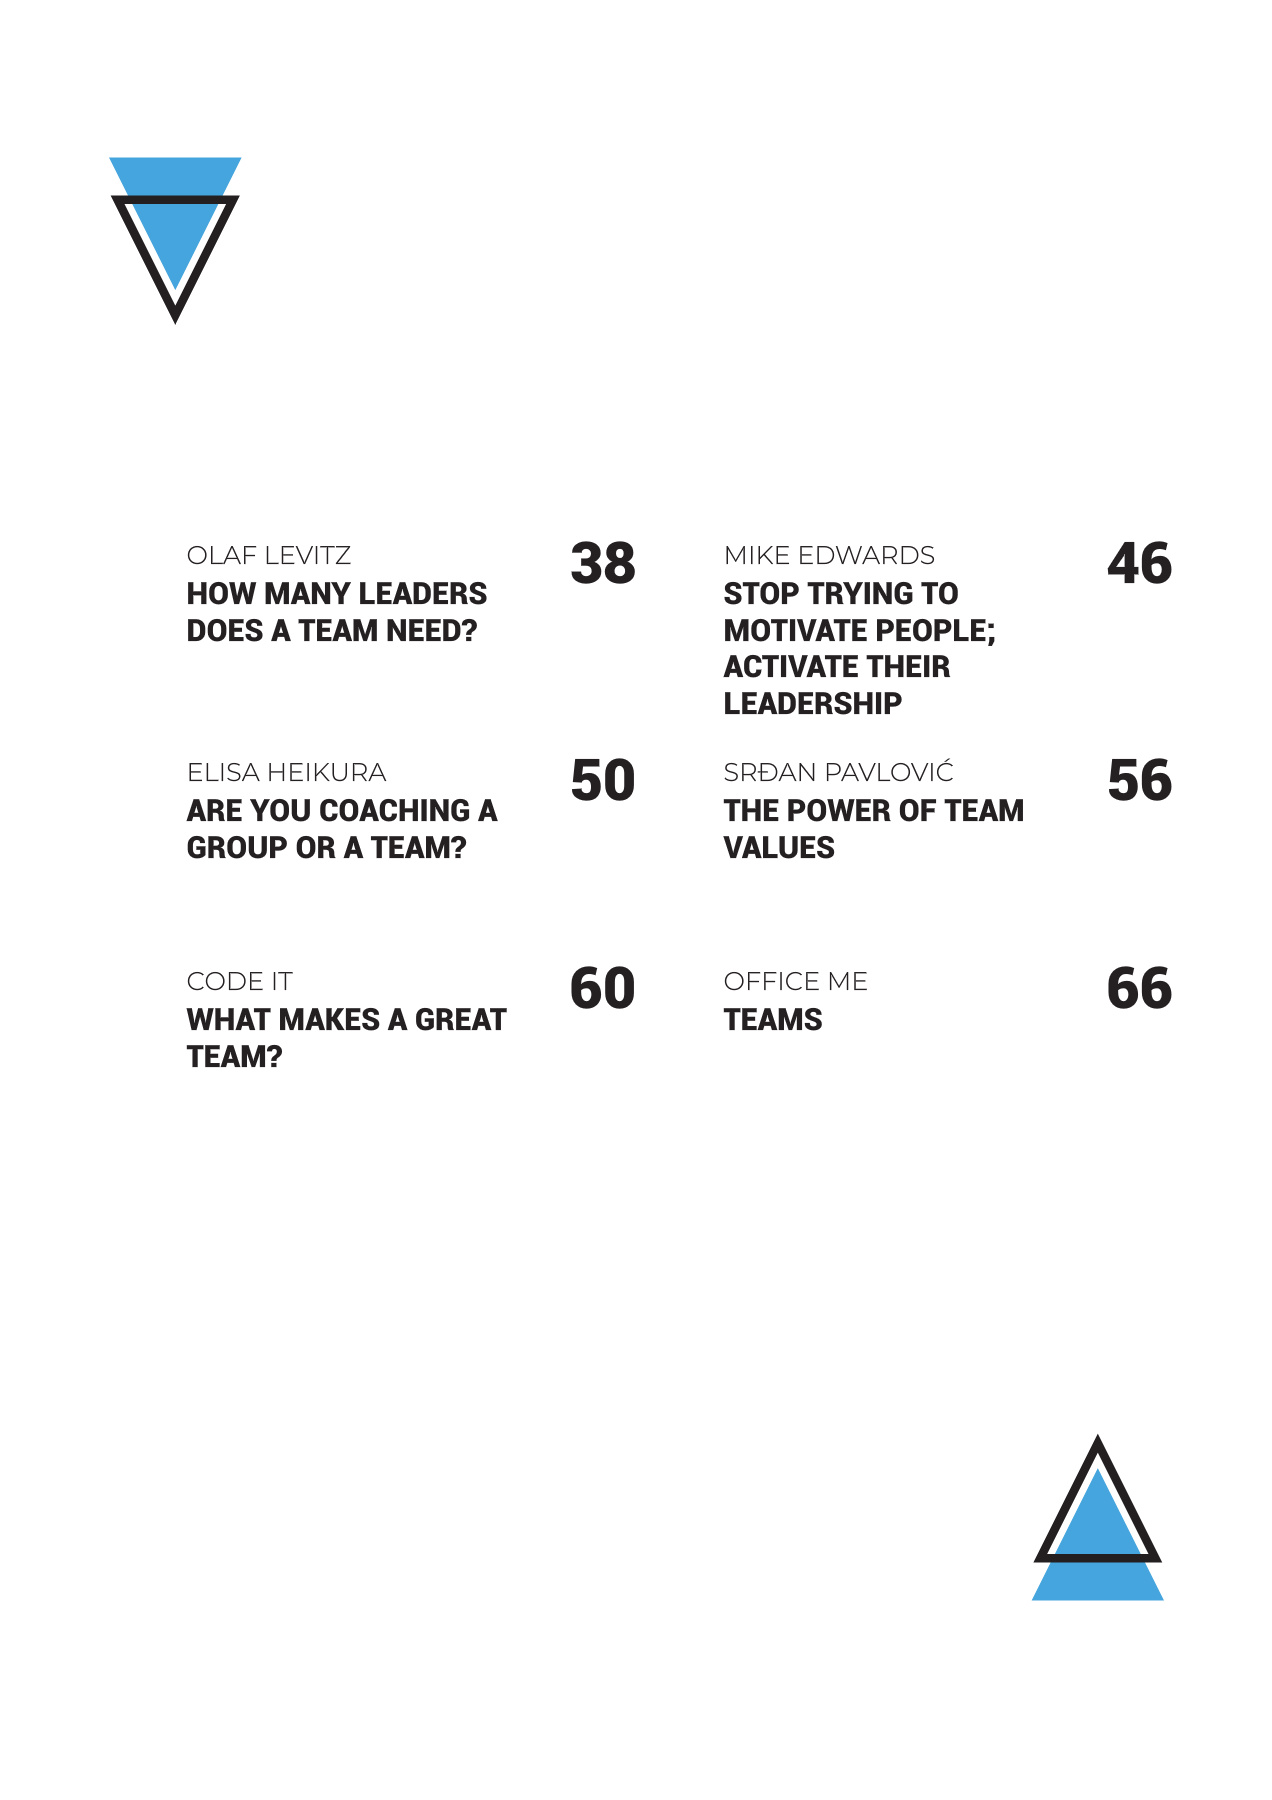 OLAF LEVITZ
38
HOW MANY LEADERS
DOES A TEAM NEED?
MIKE EDWARDS
46
STOP TRYING TO
MOTIVATE PEOPLE;
ACTIVATE THEIR
LEADERSHIP
ELISA HEIKURA
50
ARE YOU COACHING A
GROUP OR A TEAM?
SRĐAN PAVLOVIĆ
56
THE POWER OF TEAM
VALUES
CODE IT
60
WHAT MAKES A GREAT
TEAM?
OFFICE ME
66
TEAMS